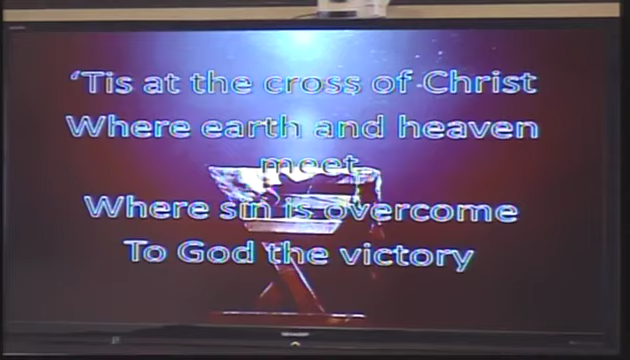 ‘Tis at the cross of Christ
Where earth and heaven
meet,
Where sin is overcome
To God the victory
SHARP